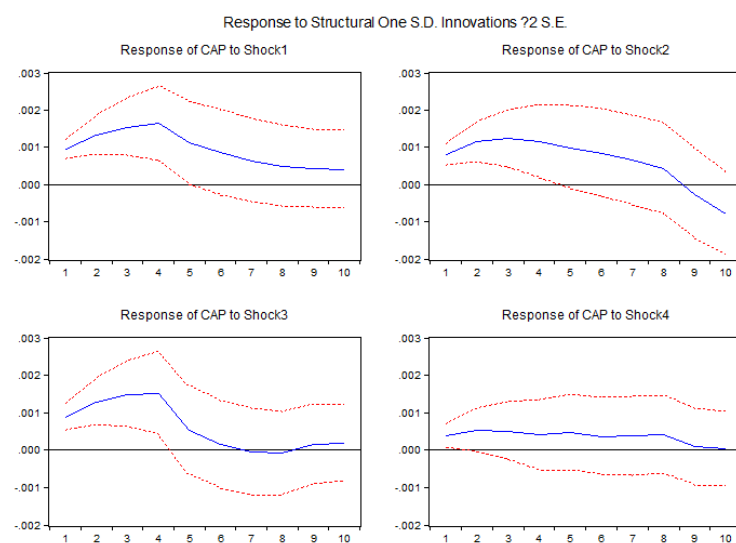 Response to Structural One S.D. Innovations ?2 S.E.
Response of CAP to Shock1
.003
.002
.001
.000
-.001
-.002
1 2 3 4 5 6 7 8 9 10
Response of CAP to Shock2
.003
.002
.001
.000
-.001
-.002
1 2 3 4 5 6 7 8 9 10
Response of CAP to Shock3
.003
.002
.001
.000
-.001
-.002
1 2 3 4 5 6 7 8 9 10
Response of CAP to Shock4
.003
.002
.001
.000
-.001
-.002
1 2 3 4 5 6 7 8 9 10